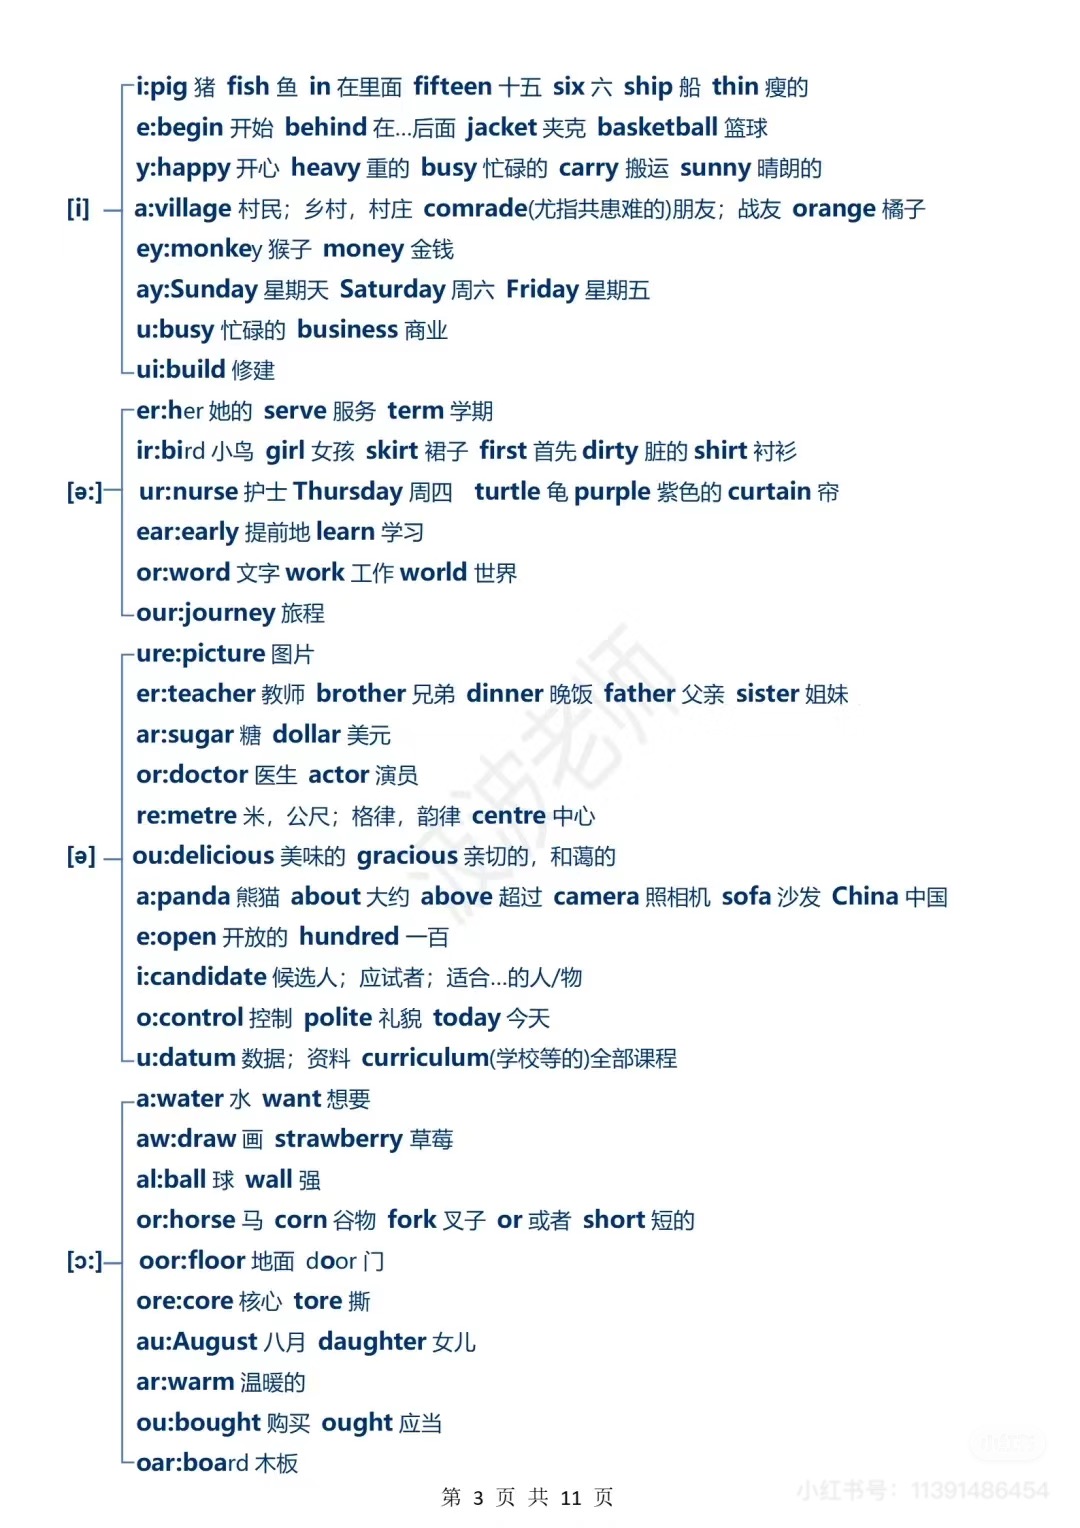 i:pig 猪 fish 鱼 in 在里面 fifteen 十五 six 六 ship 船 thin 瘦的
e:begin 开始 behind 在...后面 jacket 夹克 basketball 篮球
y:happy 开心 heavy 重的 busy 忙碌的 carry 搬运 sunny 晴朗的
[i] a:village 村民；乡村，村庄 comrade(尤指共患难的)朋友；战友 orange 橘子
ey:monkey 猴子 money 金钱
ay:Sunday 星期天 Saturday 周六 Friday 星期五
u:busy 忙碌的 business 商业
ui:build 修建
er:her 她的 serve 服务 term 学期
ir:bird 小鸟 girl 女孩 skirt 裙子 first 首先 dirty 脏的 shirt 衬衫
[ə:] ur:nurse 护士 Thursday 周四 turtle 龟 purple 紫色的 curtain 帘
ear:early 提前地 learn 学习
or:word 文字 work 工作 world 世界
our:journey 旅程
ure:picture 图片
er:teacher 教师 brother 兄弟 dinner 晚饭 father 父亲 sister 姐妹
ar:sugar 糖 dollar 美元
or:doctor 医生 actor 演员
re:metre 米，公尺；格律，韵律 centre 中心
[ə] ou:delicious 美味的 gracious 亲切的，和蔼的
a:panda 熊猫 about 大约 above 超过 camera 照相机 sofa 沙发 China 中国
e:open 开放的 hundred 一百
i:candidate 候选人；应试者；适合...的人/物
o:control 控制 polite 礼貌 today 今天
u:datum 数据；资料 curriculum(学校等的)全部课程
a:water 水 want 想要
aw:draw 画 strawberry 草莓
al:ball 球 wall 强
or:horse 马 corn 谷物 fork 叉子 or 或者 short 短的
[ɔ:] oor:floor 地面 door 门
ore:core 核心 tore 撕
au:August 八月 daughter 女儿
ar:warm 温暖的
ou:bought 购买 ought 应当
oar:board 木板
波波老师
小红书
小红书号：11391486454
第 3 页 共 11 页